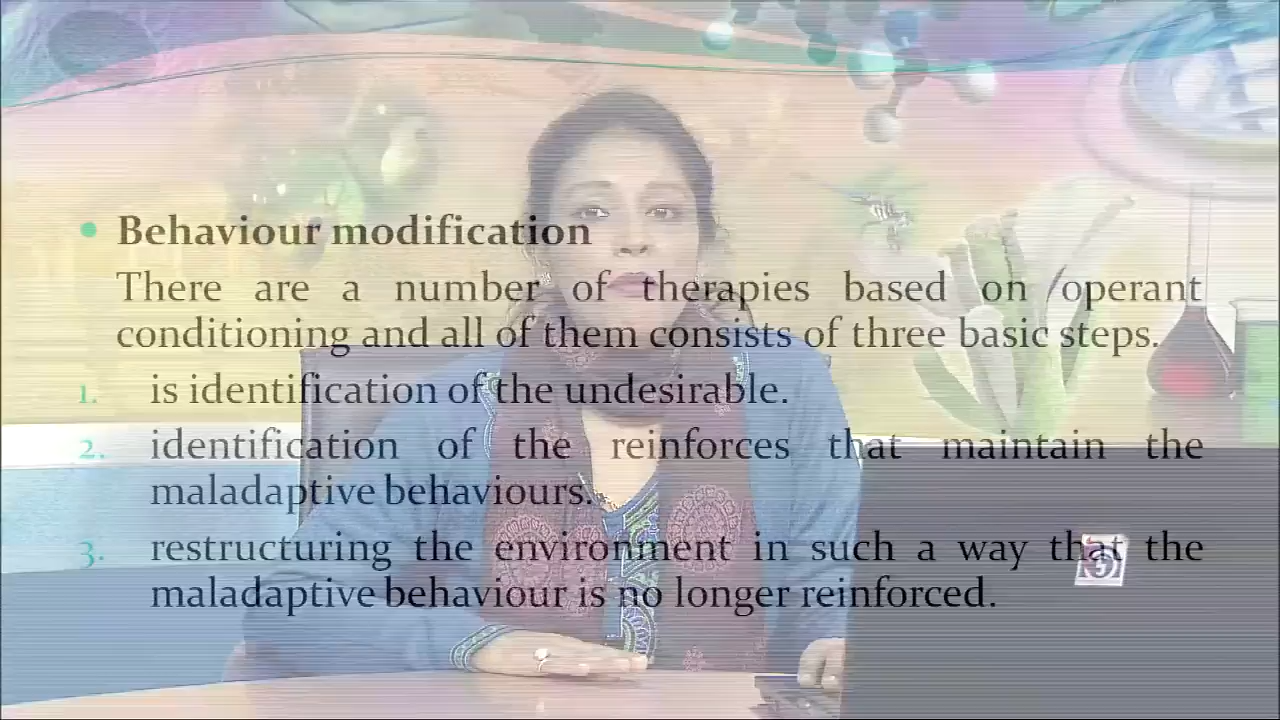 Behaviour modification
There are a number of therapies based on operant
conditioning and all of them consists of three basic steps.
1. is identification of the undesirable.
2. identification of the reinforces that maintain the
maladaptive behaviours.
3. restructuring the environment in such a way that the
maladaptive behaviour is no longer reinforced.